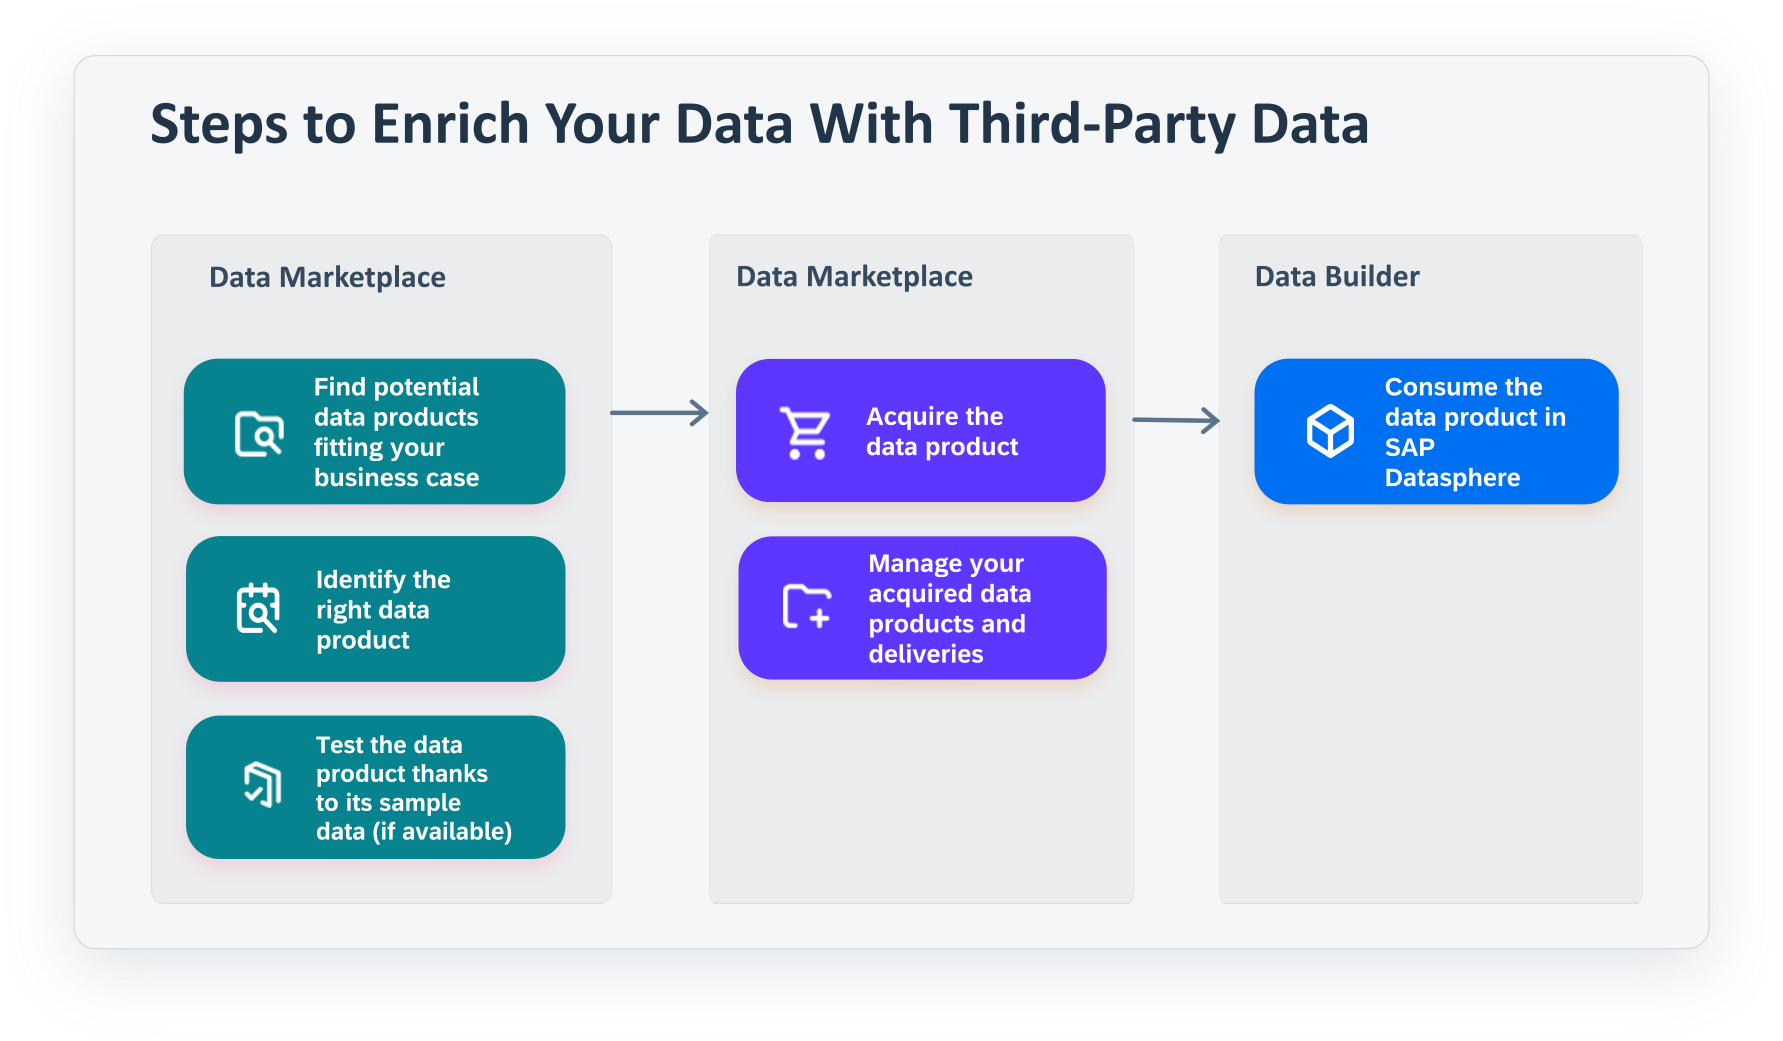 Steps to Enrich Your Data With Third-Party Data
Data Marketplace
Find potential
data products
fitting your
business case
Identify the
right data
product
Test the data
product thanks
to its sample
data (if available)
Data Marketplace
Acquire the
data product
Manage your
acquired data
products and
deliveries
Data Builder
Consume the
data product in
SAP
Datasphere